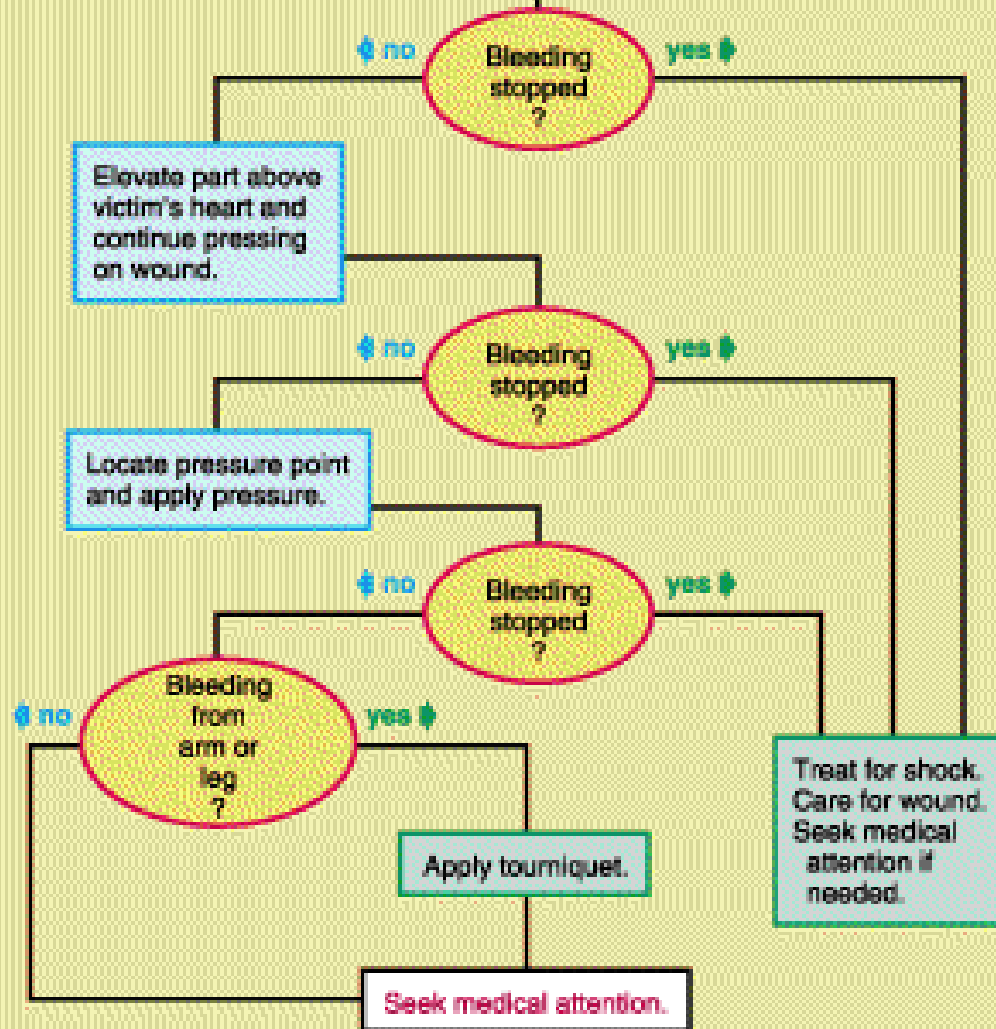 no
yes
Bleeding
stopped
?
Elevate part above
victim's heart and
continue pressing
on wound.
no
yes
Bleeding
stopped
?
Locate pressure point
and apply pressure.
no
yes
Bleeding
stopped
?
no
yes
Bleeding
from
arm or
leg
?
Treat for shock.
Care for wound.
Seek medical
attention if
needed.
Apply tourniquet.
Seek medical attention.